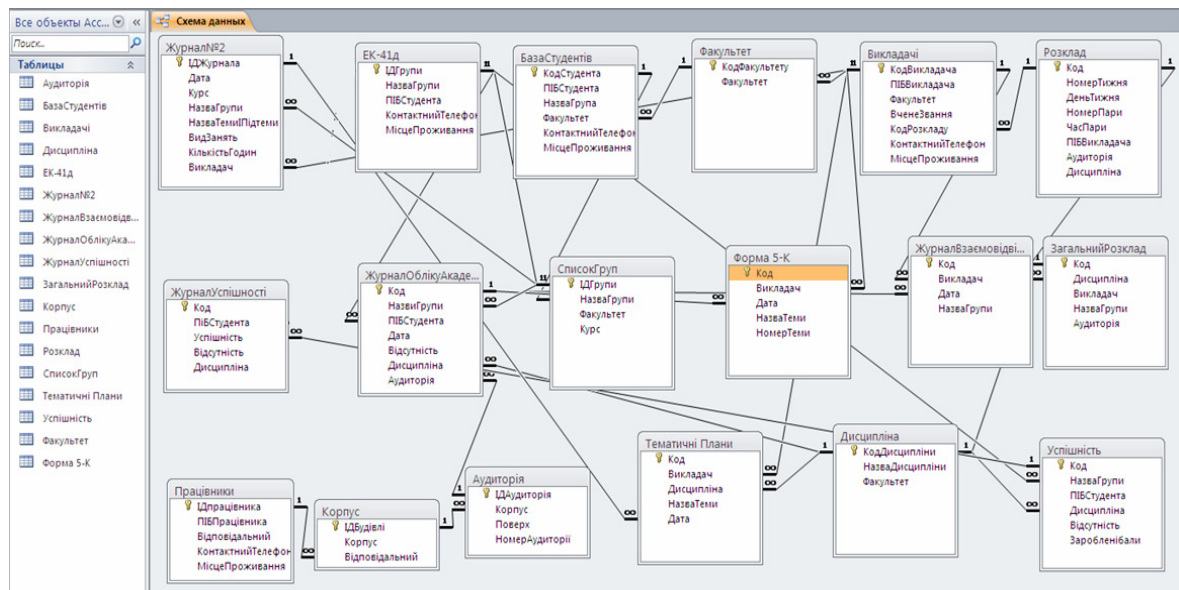 Все объекты Acc...
Поиск...
Таблицы
Аудиторія
БазаСтудентів
Викладачі
Дисципліна
ЕК-41д
Журнал№2
ЖурналВзаємовідв...
ЖурналОблікуАка...
ЖурналУспішності
ЗагальнийРозклад
Корпус
Працівники
Розклад
СписокГруп
Тематичні Плани
Успішність
Факультет
Форма 5-К
Схема данных
Журнал№2
ІДЖурнала
Дата
Курс
НазваГрупи
НазваТемиІПідтеми
ВидЗанять
КількістьГодин
Викладач
ЕК-41д
ІДГрупи
НазваГрупи
ПІБСтудента
КонтактнийТелефон
МісцеПроживання
БазаСтудентів
КодСтудента
ПІБСтудента
НазваГрупа
Факультет
КонтактнийТелефон
МісцеПроживання
Факультет
КодФакультету
Факультет
Викладачі
КодВикладача
ПІБВикладача
Факультет
ВченеЗвання
КодРозкладу
КонтактнийТелефон
МісцеПроживання
Розклад
Код
НомерТижня
ДеньТижня
НомерПари
ЧасПари
ПІБВикладача
Аудиторія
Дисципліна
ЖурналУспішності
Код
ПіБСтудента
Успішність
Відсутність
Дисципліна
ЖурналОблікуАкаде...
Код
НазвиГрупи
ПІБСтудента
Дата
Відсутність
Дисципліна
Аудиторія
СписокГруп
ІДГрупи
НазваГрупи
Факультет
Курс
Форма 5-К
Код
Викладач
Дата
НазваТеми
НомерТеми
ЖурналВзаємовідві...
Код
Викладач
Дата
НазваГрупи
ЗагальнийРозклад
Код
Дисципліна
Викладач
НазваГрупи
Аудиторія
Працівники
ІДпрацівника
ПІБПрацівника
Відповідальний
КонтактнийТелефон
МісцеПроживання
Корпус
ІДБудівлі
Корпус
Відповідальний
Аудиторія
ІДАудиторія
Корпус
Поверх
НомерАудиторії
Тематичні Плани
Код
Викладач
Дисципліна
НазваТеми
Дата
Дисципліна
КодДисципліни
НазваДисципліни
Факультет
Успішність
Код
НазваГрупи
ПІБСтудента
Дисципліна
Відсутність
Заробленібали